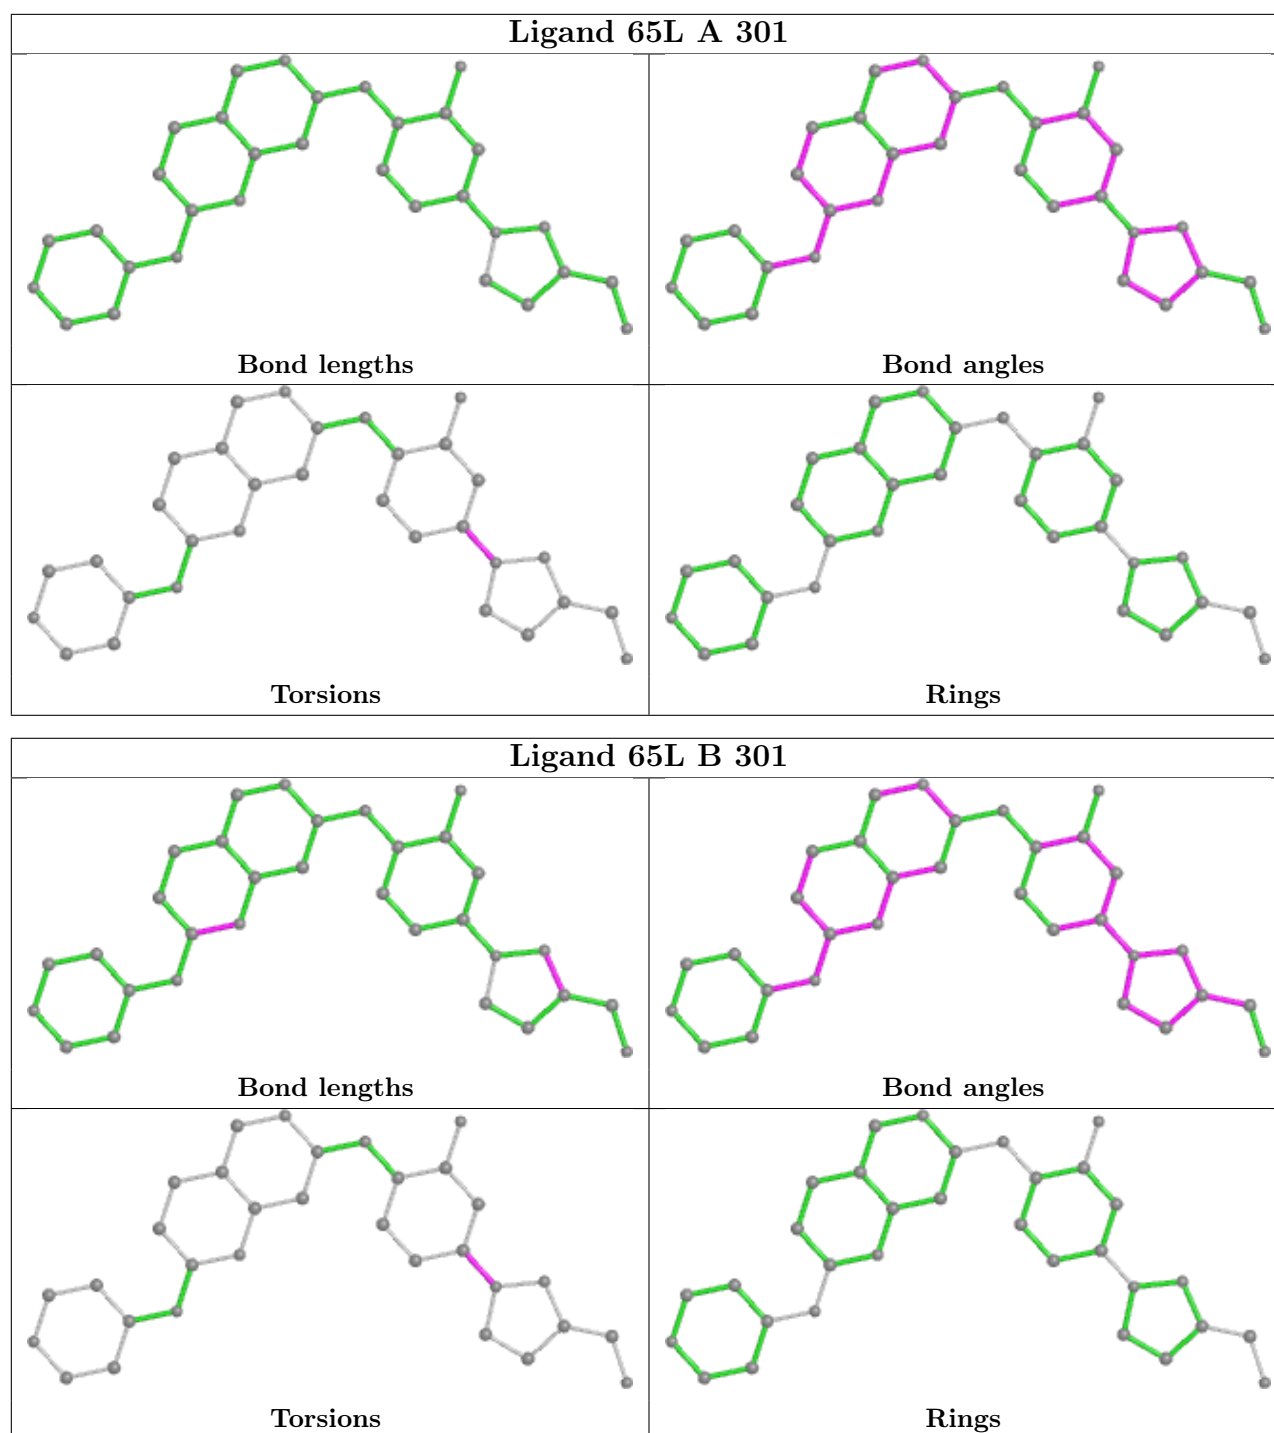 Ligand 65L A 301
Bond lengths
Bond angles
Torsions
Rings
Ligand 65L B 301
Bond lengths
Bond angles
Torsions
Rings